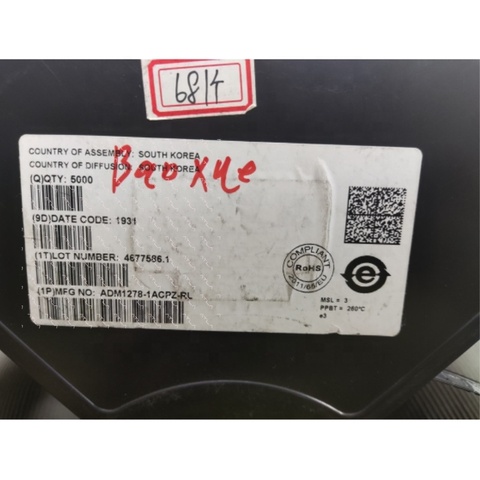 6814
COUNTRY OF ASSEMBLY: SOUTH KOREA
COUNTRY OF DIFFUSION: SOUTH KOREA
(Q)QTY: 5000
Baoxue
(9D)DATE CODE: 1931
(1T)LOT NUMBER: 4677586.1
COMPLIANT
RoHS
2011/65/EU
e
(1P)MFG NO: ADM1278-1ACPZ-RL
MSL = 3
PPBT = 260°C
e3